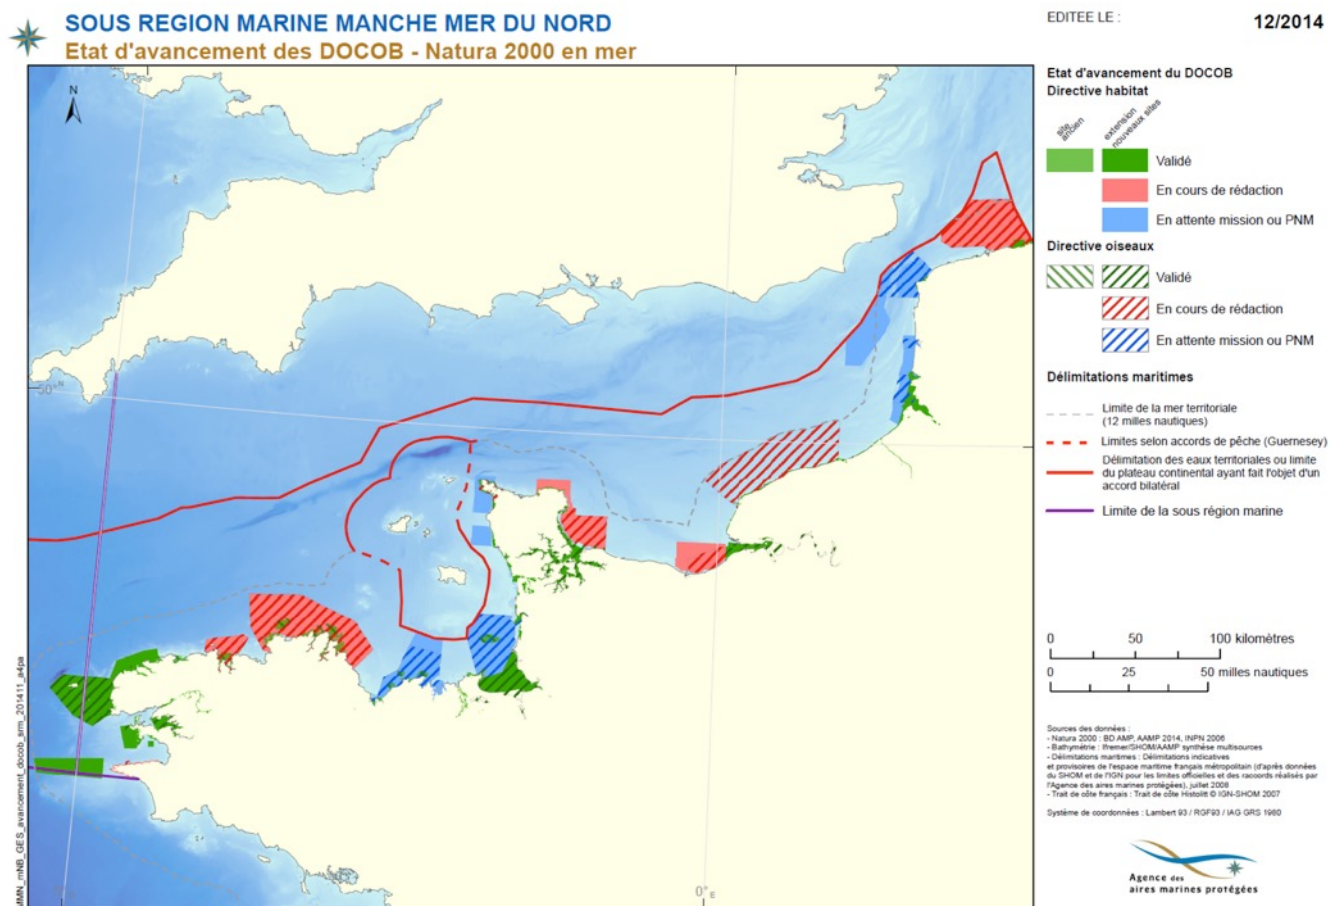 SOUS REGION MARINE MANCHE MER DU NORD
Etat d'avancement des DOCOB - Natura 2000 en mer
EDITEE LE :
12/2014
N
50° N
0° E
Etat d'avancement du DOCOB
Directive habitat
site ancien
extension nouveaux sites
Validé
En cours de rédaction
En attente mission ou PNM
Directive oiseaux
Validé
En cours de rédaction
En attente mission ou PNM
Délimitations maritimes
Limite de la mer territoriale
(12 milles nautiques)
Limites selon accords de pêche (Guernesey)
Délimitation des eaux territoriales ou limite
du plateau continental ayant fait l'objet d'un
accord bilatéral
Limite de la sous région marine
0 50 100 kilomètres
0 25 50 milles nautiques
Sources des données :
- Natura 2000 : BD AMP, AAMP 2014, INPN 2006
- Bathymétrie : Ifremer/SHOM/AAMP synthèse multisources
- Délimitations maritimes : Délimitations indicatives
et provisoires de l'espace maritime français métropolitain (d'après données
du SHOM et de l'IGN pour les limites officielles et des raccords réalisés par
l'Agence des aires marines protégées), juillet 2008
- Trait de côte français : Trait de côte Histolitt © IGN-SHOM 2007
Système de coordonnées : Lambert 93 / RGF93 / IAG GRS 1980
Agence des
aires marines protégées